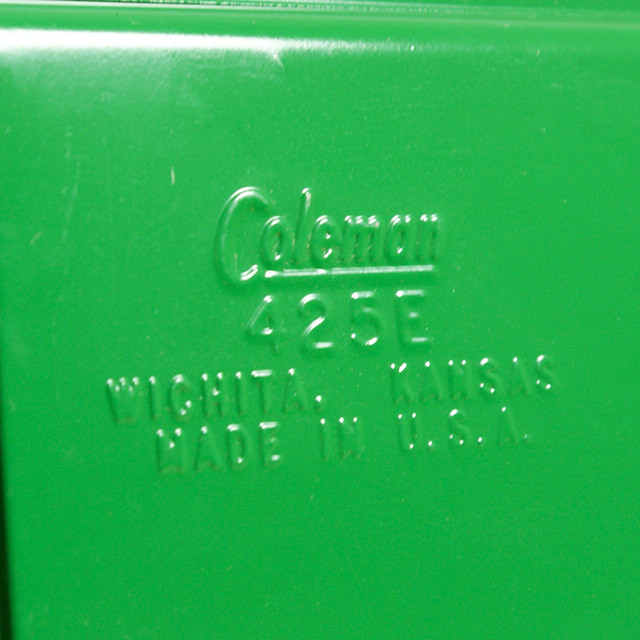 Coleman
425E
WICHITA, KANSAS
MADE IN U.S.A.